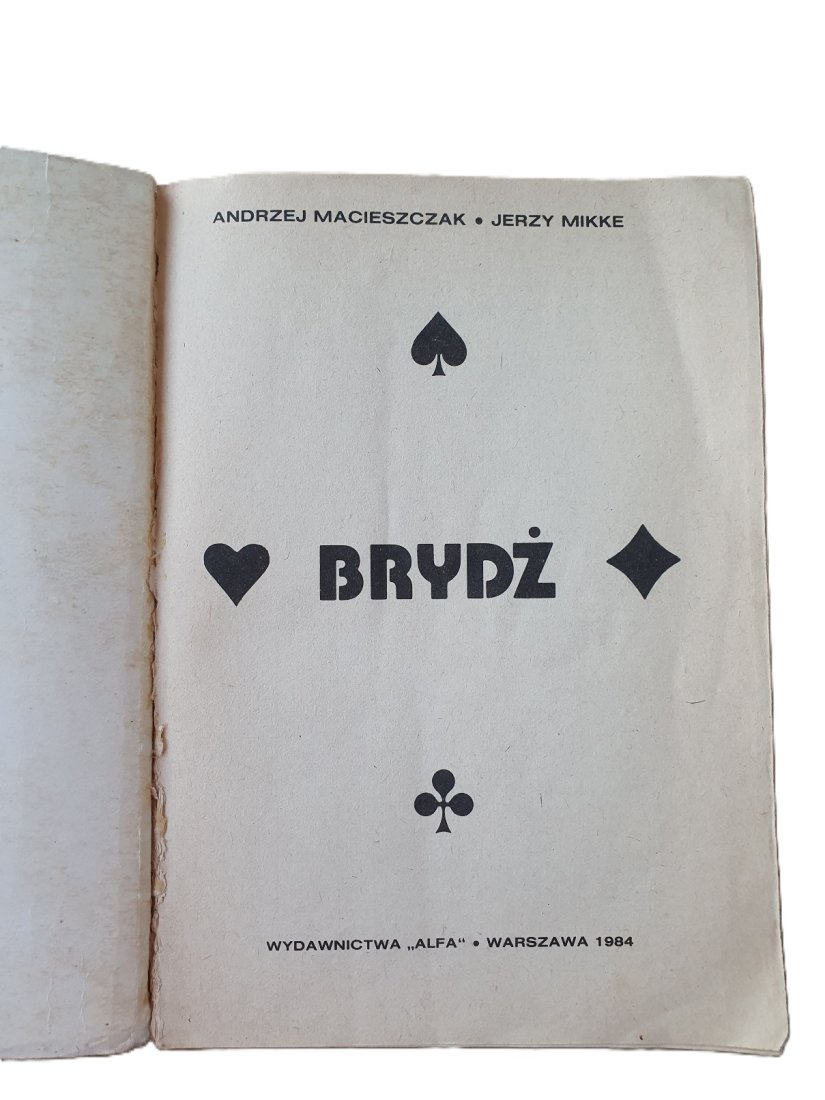 ANDRZEJ MACIESZCZAK • JERZY MIKKE
BRYDŻ
WYDAWNICTWA „ALFA“ • WARSZAWA 1984